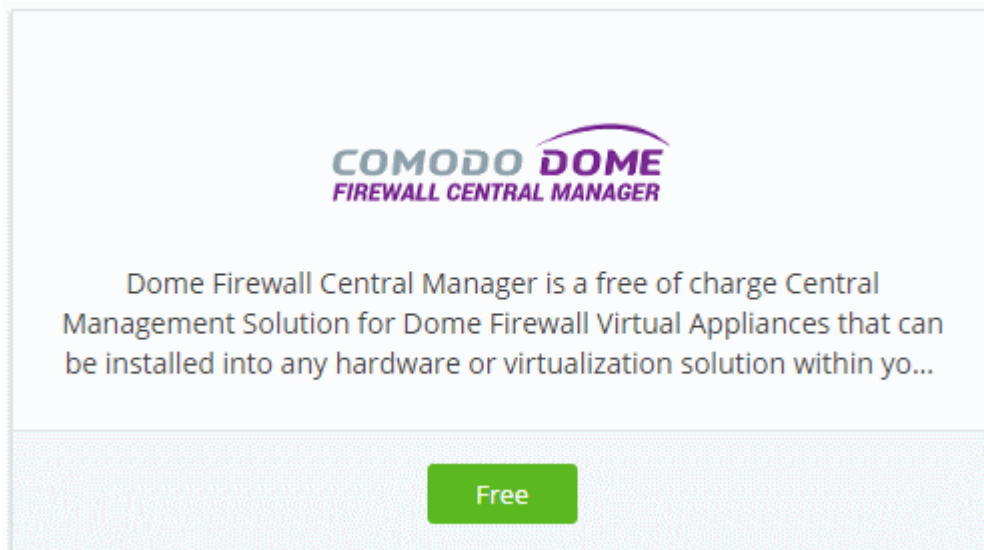 COMODO DOME
FIREWALL CENTRAL MANAGER
Dome Firewall Central Manager is a free of charge Central
Management Solution for Dome Firewall Virtual Appliances that can
be installed into any hardware or virtualization solution within yo...
Free